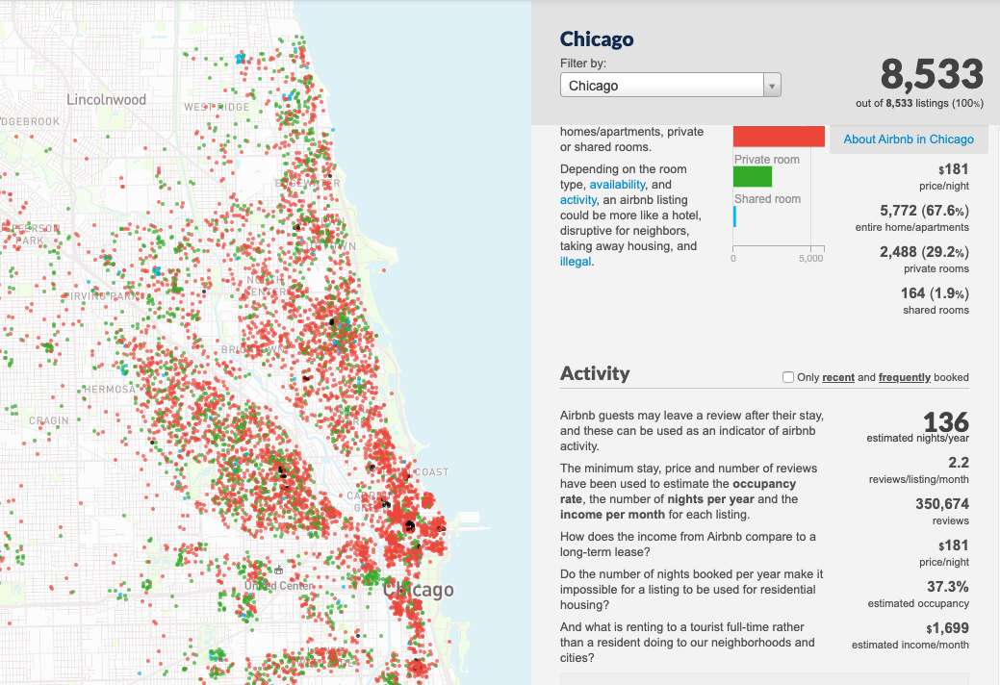 Chicago
Filter by:
Chicago
8,533
out of 8,533 listings (100%)
homes/apartments, private
or shared rooms.
Depending on the room
type, availability, and
activity, an airbnb listing
could be more like a hotel,
disruptive for neighbors,
taking away housing, and
illegal.
Private room
Shared room
0
5,000
About Airbnb in Chicago
$181
price/night
5,772 (67.6%)
entire home/apartments
2,488 (29.2%)
private rooms
164 (1.9%)
shared rooms
Activity
Only recent and frequently booked
Airbnb guests may leave a review after their stay,
and these can be used as an indicator of airbnb
activity.
The minimum stay, price and number of reviews
have been used to estimate the occupancy
rate, the number of nights per year and the
income per month for each listing.
How does the income from Airbnb compare to a
long-term lease?
Do the number of nights booked per year make it
impossible for a listing to be used for residential
housing?
And what is renting to a tourist full-time rather
than a resident doing to our neighborhoods and
cities?
136
estimated nights/year
2.2
reviews/listing/month
350,674
reviews
$181
price/night
37.3%
estimated occupancy
$1,699
estimated income/month
Lincolnwood
DGEBROOK
WEST RIDGE
EDGEWATER
PARK
IRVING PARK
HERMOSA
CRAGIN
COAST
United Center
Chicago